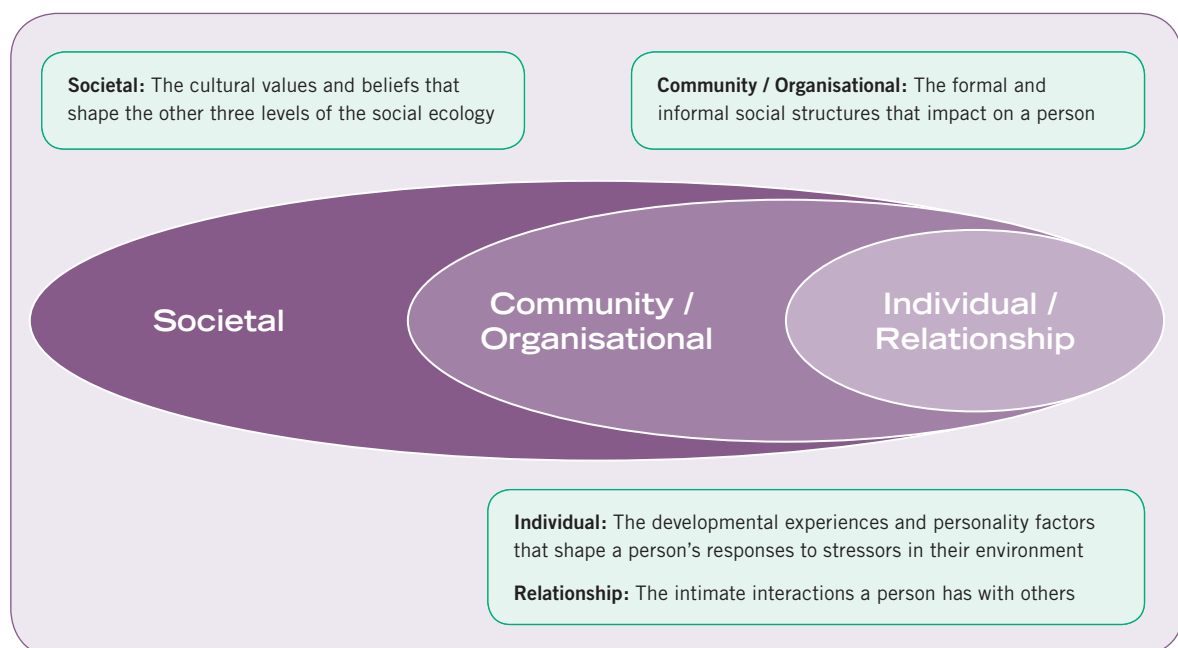 Societal: The cultural values and beliefs that
shape the other three levels of the social ecology
Community / Organisational: The formal and
informal social structures that impact on a person
Societal
Community /
Organisational
Individual /
Relationship
Individual: The developmental experiences and personality factors
that shape a person’s responses to stressors in their environment
Relationship: The intimate interactions a person has with others